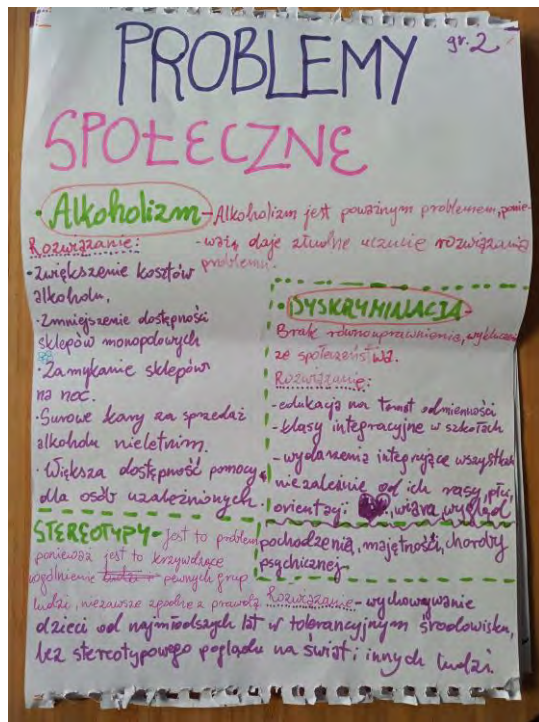 gr. 2
PROBLEMY
SPOŁECZNE
· Alkoholizm - Alkoholizm jest poważnym problemem, ponie-
-waż daje złudne uczucie rozwiązania
problemu.
Rozwiązanie:
· Zwiększenie kosztów
alkoholu.
· Zmniejszenie dostępności
sklepów monopolowych
· Zamykanie sklepów
na noc.
· Surowe kary za sprzedaż
alkoholu nieletnim.
· Większa dostępność pomocy
dla osób uzależnionych.
· DYSKRYMINACJA -
Brak równouprawnienia,
ze społeczeństwa.
Rozwiązanie:
- edukacja na temat odmienności
- klasy integracyjne w szkołach
- wydarzenia integrujące wszystkich
niezależnie od ich rasy, płci,
orientacji, wiara, wygląd
pochodzenia, majętności, choroby
psychicznej.
STEREOTYPY - Jest to problem
ponieważ jest to krzywdzące
uogólnienie ludzi - pewnych grup
ludzi, niezawsze zgodne z prawdą
Rozwiązanie - wychowywanie
dzieci od najmłodszych lat w tolerancyjnym środowisku,
bez stereotypowego poglądu na świat i innych ludzi.